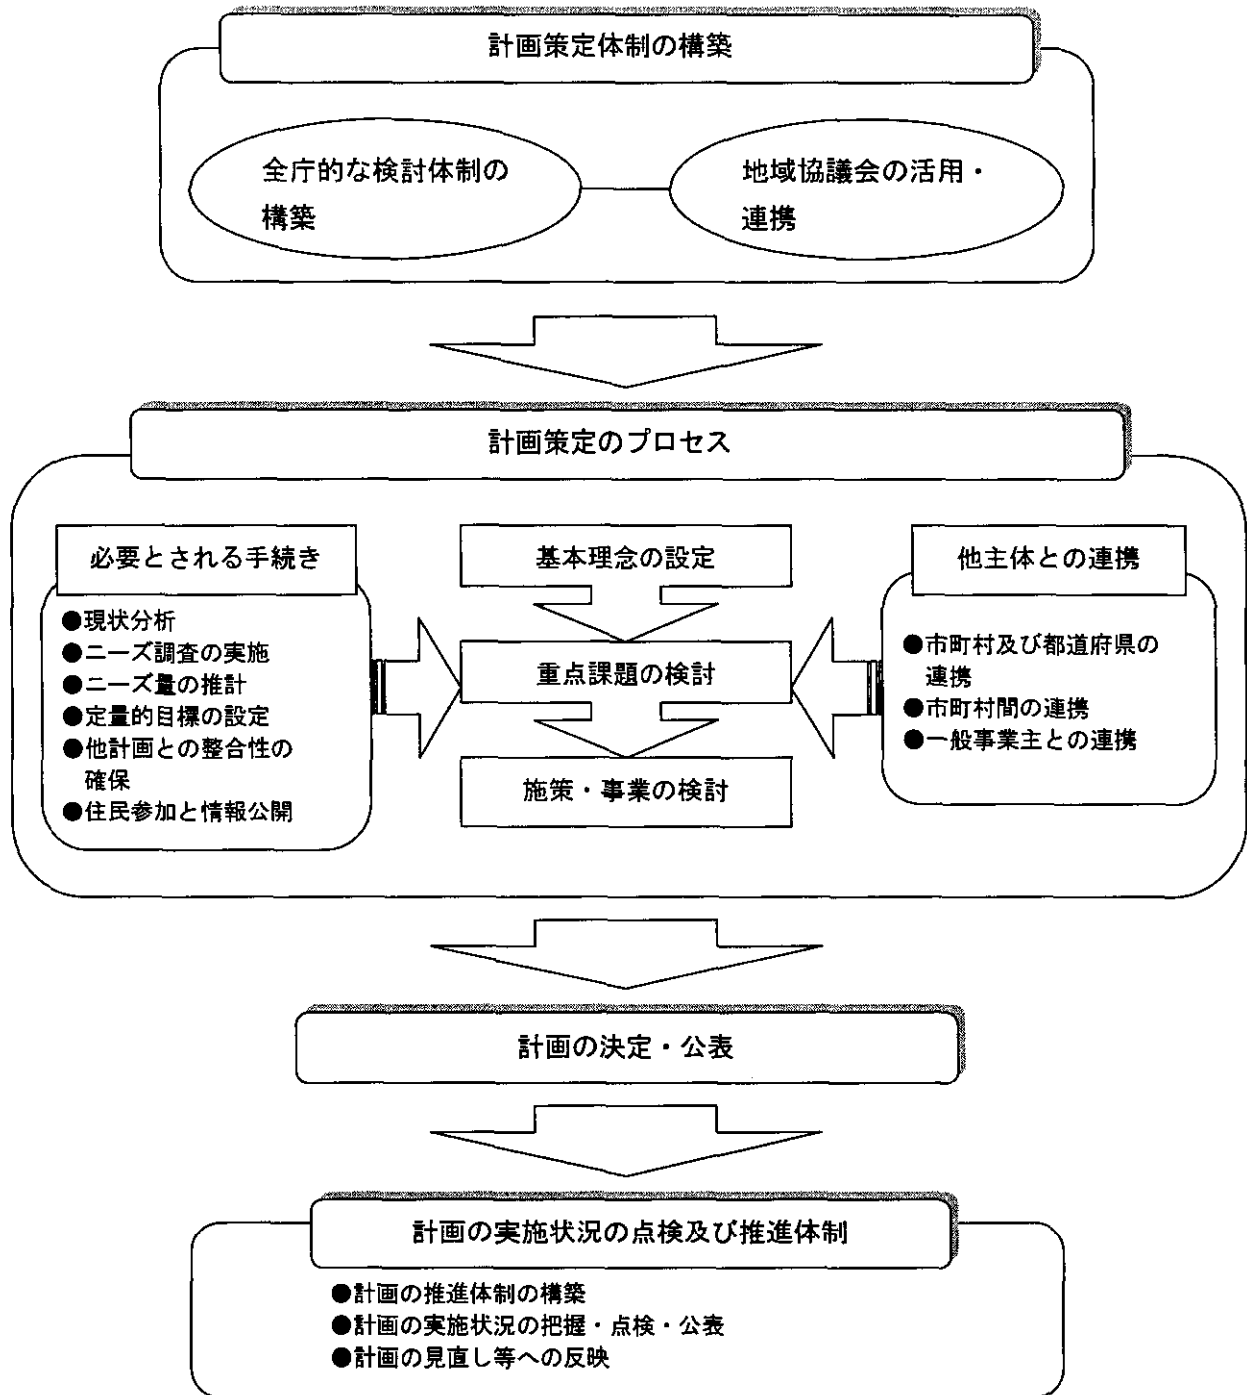 計画策定体制の構築
全庁的な検討体制の
構築
地域協議会の活用・
連携
計画策定のプロセス
必要とされる手続き
●現状分析
●ニーズ調査の実施
●ニーズ量の推計
●定量的目標の設定
●他計画との整合性の
確保
●住民参加と情報公開
基本理念の設定
重点課題の検討
施策・事業の検討
他主体との連携
●市町村及び都道府県の
連携
●市町村間の連携
●一般事業主との連携
計画の決定・公表
計画の実施状況の点検及び推進体制
●計画の推進体制の構築
●計画の実施状況の把握・点検・公表
●計画の見直し等への反映